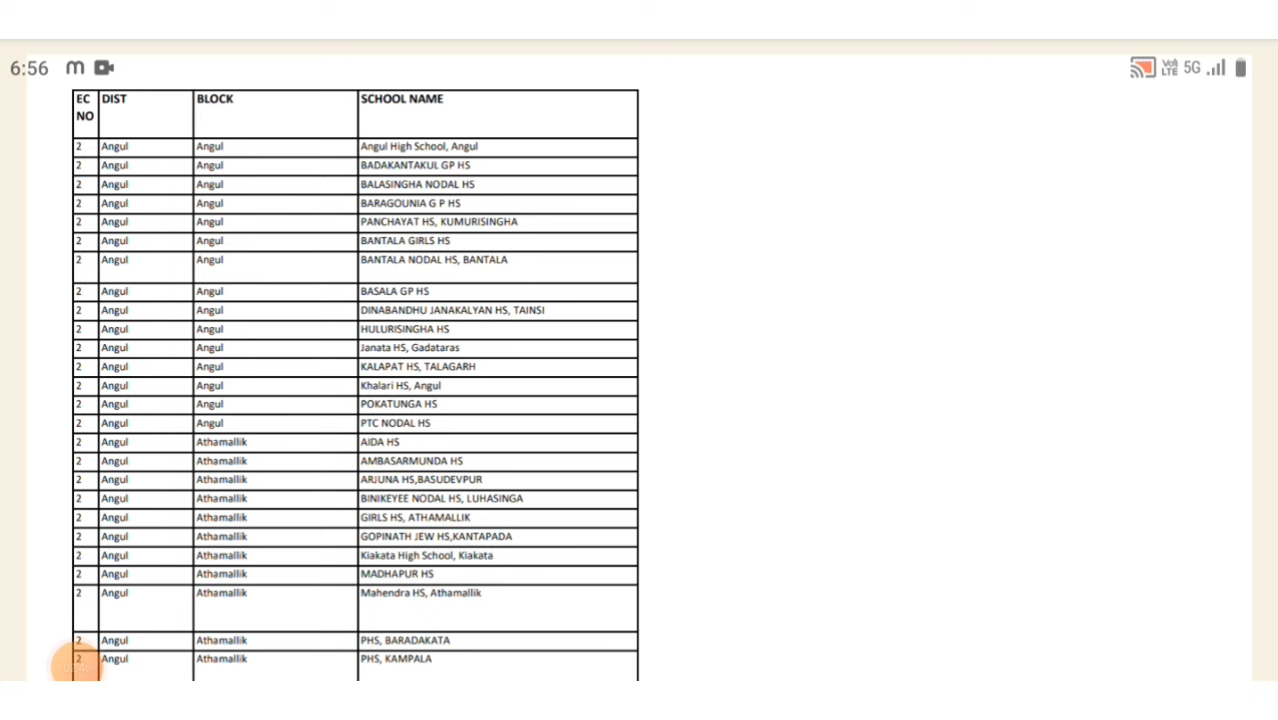 6:56 m VoD LTE 5G
EC NO DIST BLOCK SCHOOL NAME
2 Angul Angul Angul High School, Angul
2 Angul Angul BADAKANTAKUL GP HS
2 Angul Angul BALASINGHA NODAL HS
2 Angul Angul BARAGOUNIA G P HS
2 Angul Angul PANCHAYAT HS, KUMURISINGHA
2 Angul Angul BANTALA GIRLS HS
2 Angul Angul BANTALA NODAL HS, BANTALA
2 Angul Angul BASALA GP HS
2 Angul Angul DINABANDHU JANAKALYAN HS, TAINSI
2 Angul Angul HULURISINGHA HS
2 Angul Angul Janata HS, Gadataras
2 Angul Angul KALAPAT HS, TALAGARH
2 Angul Angul Khalari HS, Angul
2 Angul Angul POKATUNGA HS
2 Angul Angul PTC NODAL HS
2 Angul Athamallik AIDA HS
2 Angul Athamallik AMBASARMUNDA HS
2 Angul Athamallik ARJUNA HS,BASUDEVPUR
2 Angul Athamallik BINIKEYEE NODAL HS, LUHASINGA
2 Angul Athamallik GIRLS HS, ATHAMALLIK
2 Angul Athamallik GOPINATH JEW HS,KANTAPADA
2 Angul Athamallik Kiakata High School, Kiakata
2 Angul Athamallik MADHAPUR HS
2 Angul Athamallik Mahendra HS, Athamallik
2 Angul Athamallik PHS, BARADAKATA
2 Angul Athamallik PHS, KAMPALA